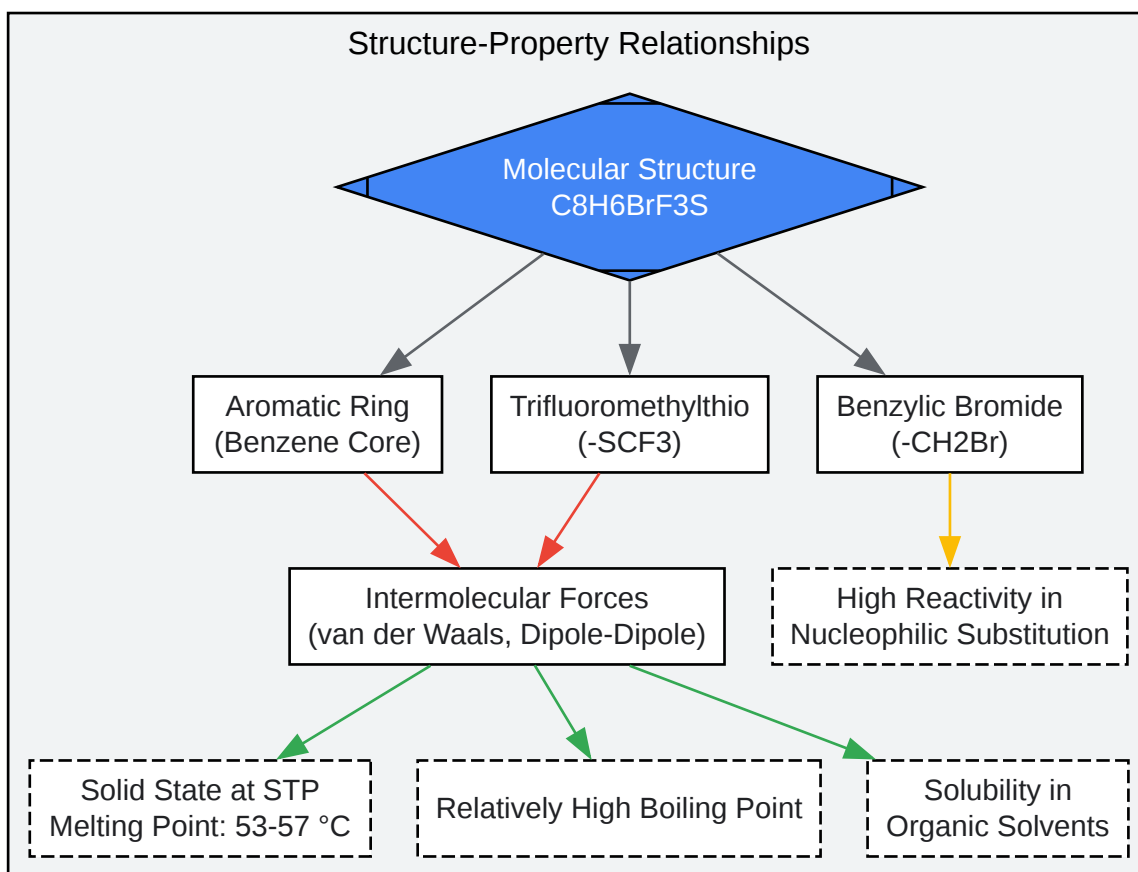 Structure-Property Relationships
Molecular Structure
C8H6BrF3S
Aromatic Ring
(Benzene Core)
Trifluoromethylthio
(-SCF3)
Benzylic Bromide
(-CH2Br)
Intermolecular Forces
(van der Waals, Dipole-Dipole)
High Reactivity in
Nucleophilic Substitution
Solid State at STP
Melting Point: 53-57 °C
Relatively High Boiling Point
Solubility in
Organic Solvents